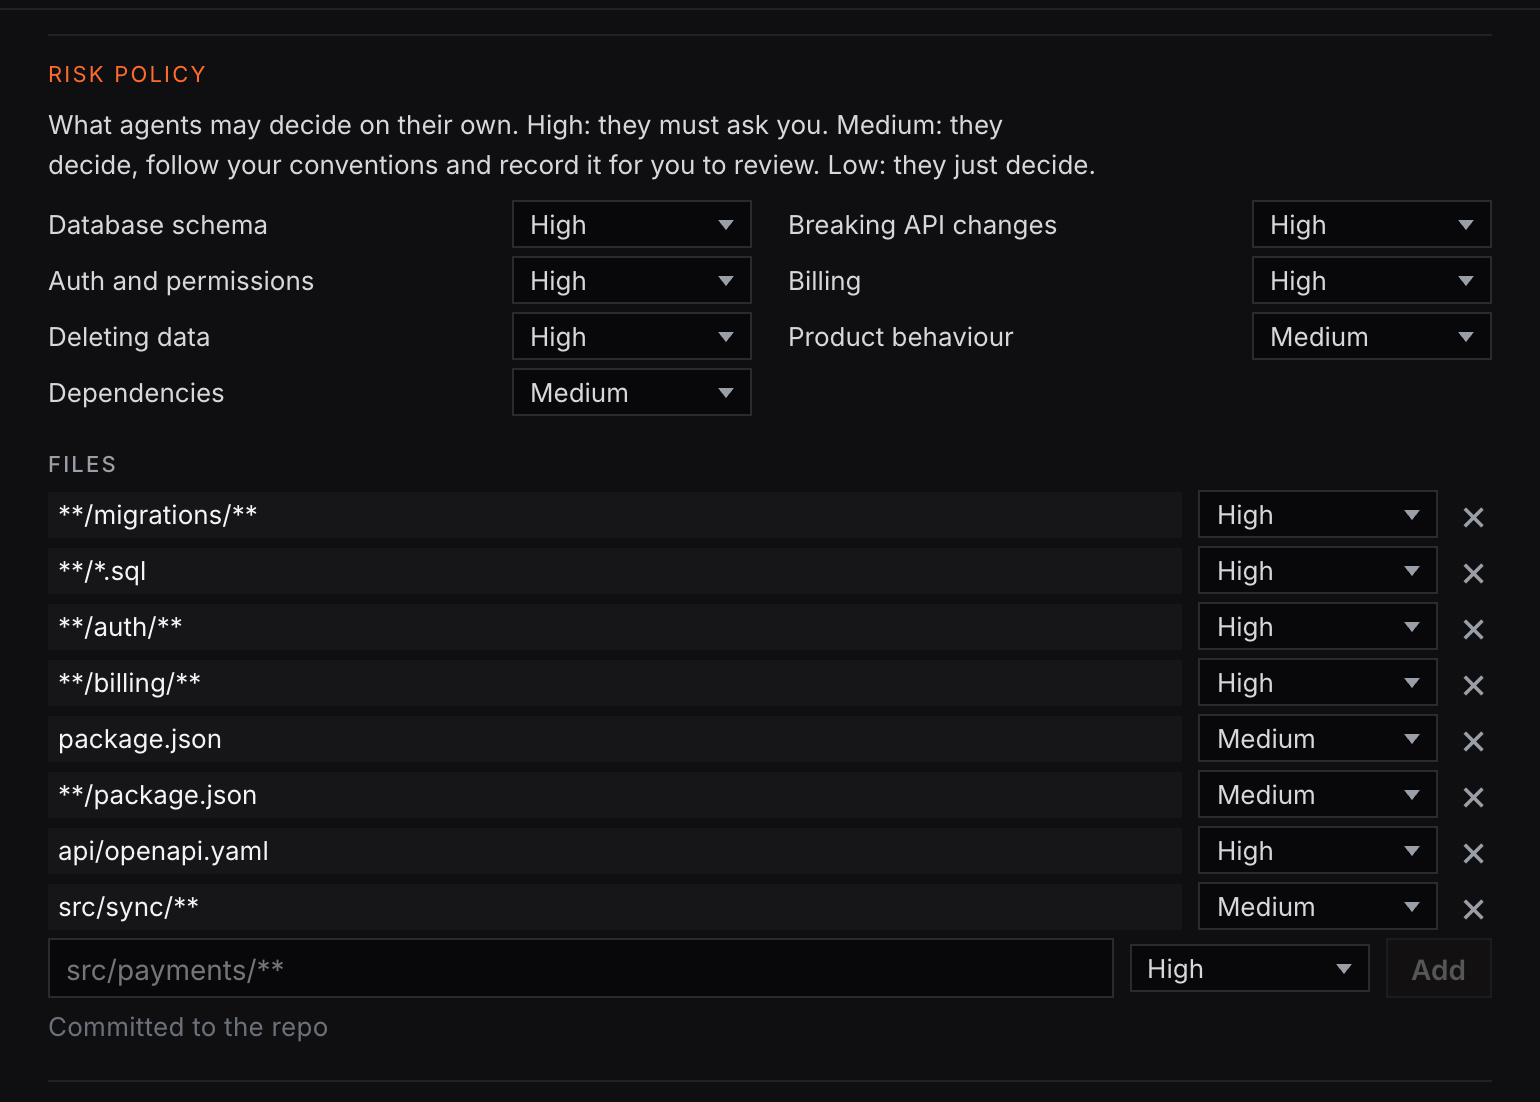 RISK POLICY
What agents may decide on their own. High: they must ask you. Medium: they
decide, follow your conventions and record it for you to review. Low: they just decide.
Database schema High Breaking API changes High
Auth and permissions High Billing High
Deleting data High Product behaviour Medium
Dependencies Medium
FILES
**/migrations/** High
**/*.sql High
**/auth/** High
**/billing/** High
package.json Medium
**/package.json Medium
api/openapi.yaml High
src/sync/** Medium
src/payments/** High Add
Committed to the repo